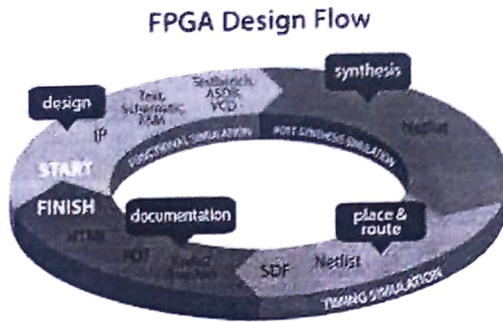 FPGA Design Flow
synthesis
design
Text,
Schematic,
FSM
Testbench,
ASDB,
VCD
Netlist
IP
FUNCTIONAL SIMULATION
POST-SYNTHESIS SIMULATION
START
FINISH
documentation
place &
route
HTML
PDF
SDF
Netlist
TIMING SIMULATION